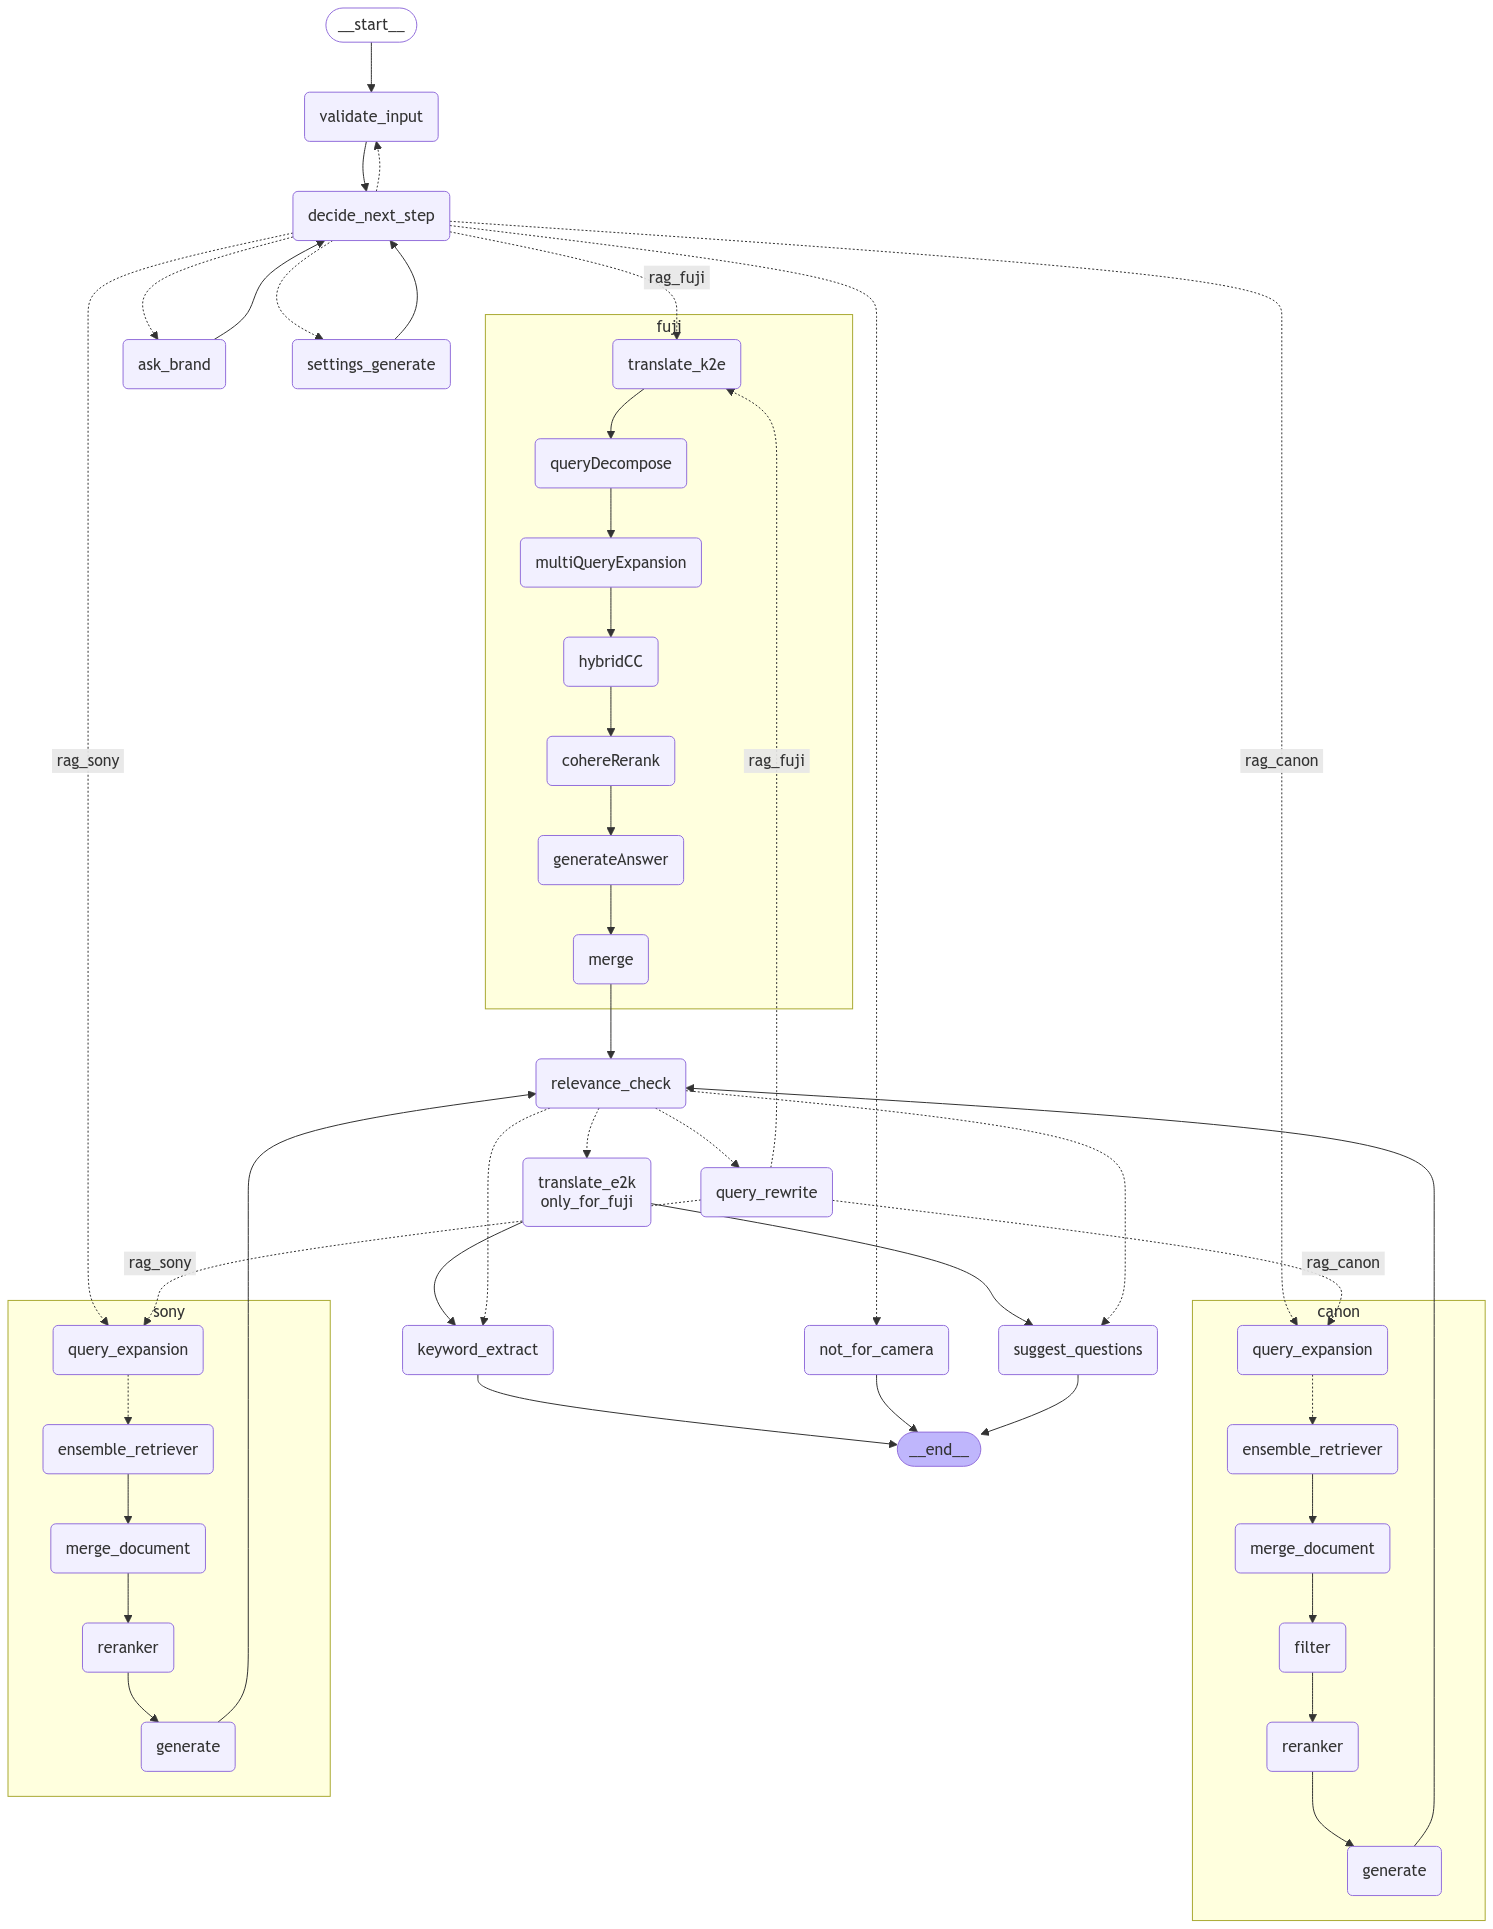 __start__
validate_input
decide_next_step
rag_fuji
fuji
ask_brand
settings_generate
translate_k2e
queryDecompose
multiQueryExpansion
hybridCC
rag_sony
cohereRerank
rag_fuji
rag_canon
generateAnswer
merge
relevance_check
translate_e2k
only_for_fuji
query_rewrite
rag_sony
rag_canon
sony
canon
query_expansion
keyword_extract
not_for_camera
suggest_questions
query_expansion
ensemble_retriever
__end__
ensemble_retriever
merge_document
merge_document
reranker
filter
generate
reranker
generate